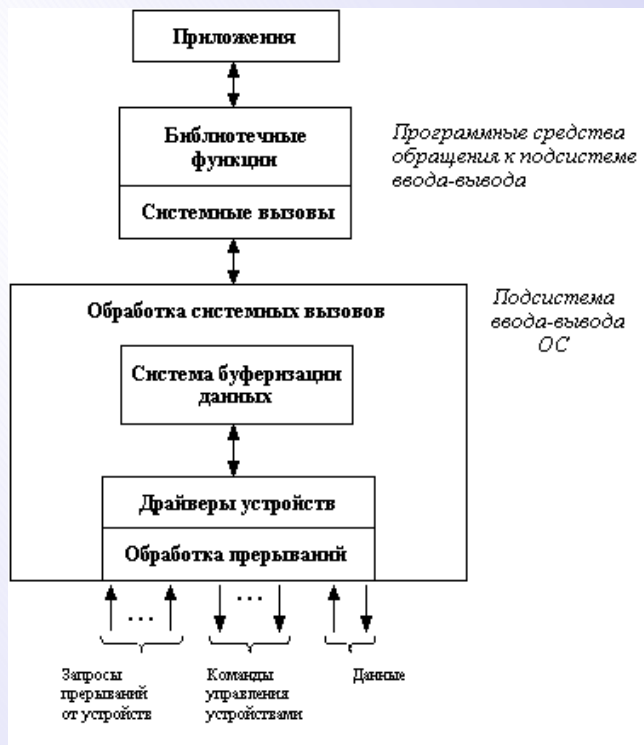 Приложения
Библиотечные
функции
Системные вызовы
Программные средства
обращения к подсистеме
ввода-вывода
Обработка системных вызовов
Подсистема
ввода-вывода
ОС
Система буферизации
данных
Драйверы устройств
Обработка прерываний
...
...
Запросы
прерываний
от устройств
Команды
управления
устройствами
Данные